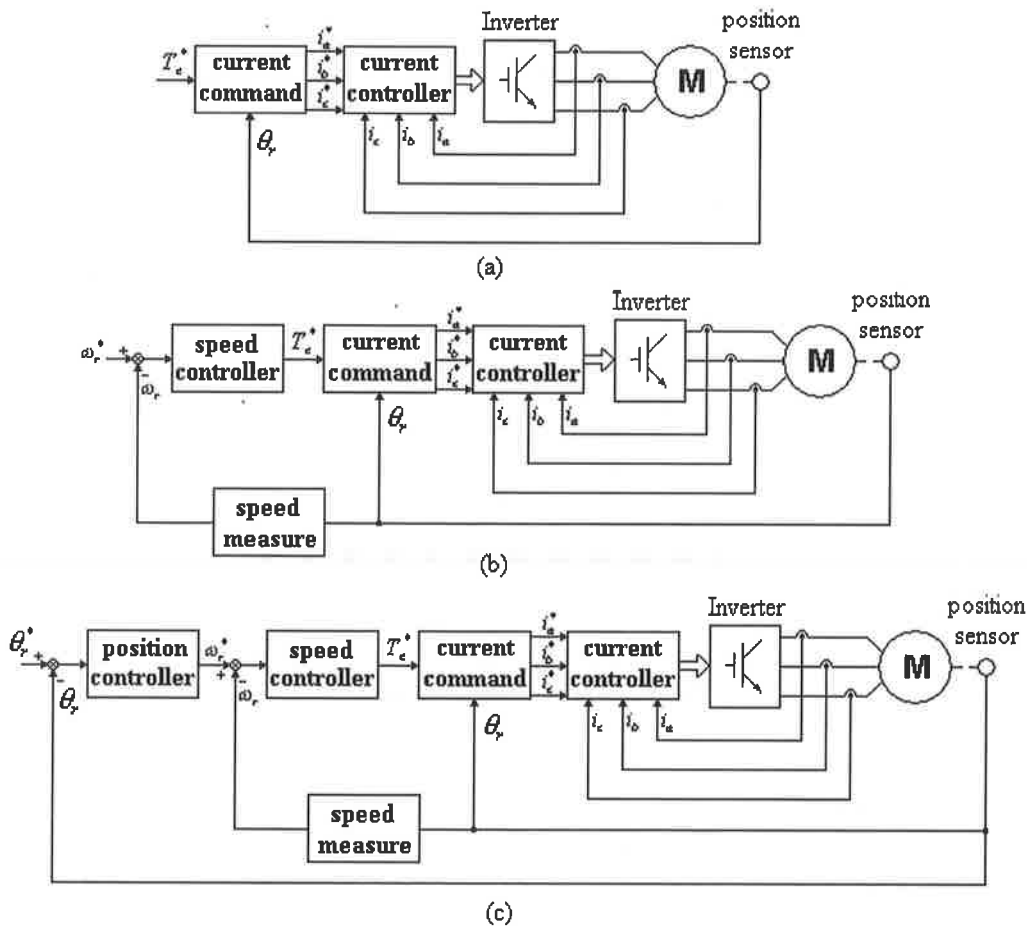 Inverter
position
sensor
T_e^*
current
command
i_a^*
i_b^*
i_c^*
current
controller
M
θ_r
i_c
i_b
i_a
(a)
Inverter
position
sensor
ω_r^*
+
-
ω_r
speed
controller
T_e^*
current
command
i_a^*
i_b^*
i_c^*
current
controller
M
θ_r
i_c
i_b
i_a
speed
measure
(b)
Inverter
position
sensor
θ_r^*
+
-
θ_r
position
controller
ω_r^*
+
-
ω_r
speed
controller
T_e^*
current
command
i_a^*
i_b^*
i_c^*
current
controller
M
θ_r
i_c
i_b
i_a
speed
measure
(c)